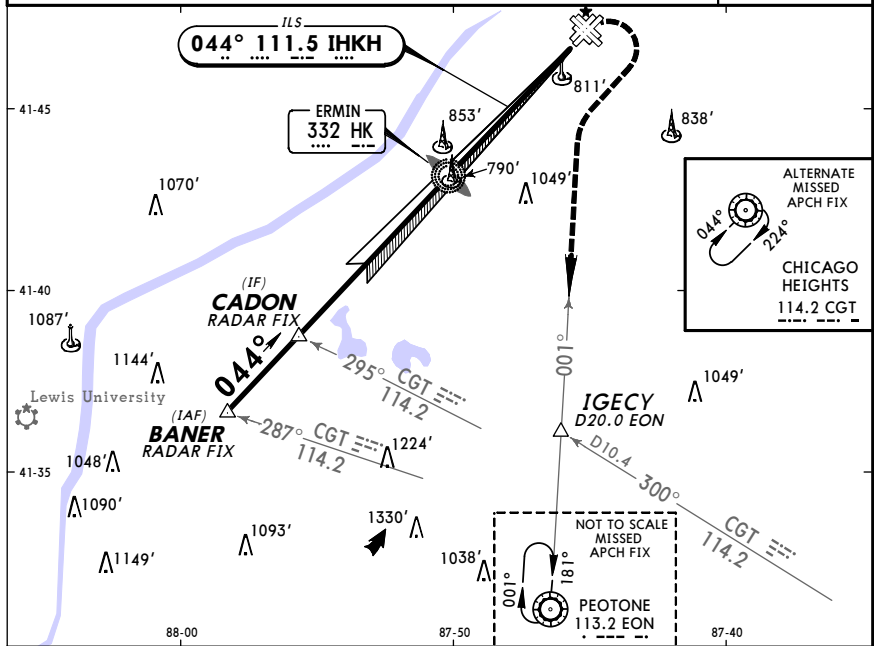 ILS
044° 111.5 IHKH
41-45
ERMIN
332 HK
853'
811'
838'
790'
1070'
1049'
ALTERNATE
MISSED
APCH FIX
044°
224°
CHICAGO
HEIGHTS
114.2 CGT
41-40
(IF)
CADON
RADAR FIX
1087'
044°
001°
1144'
295° CGT
114.2
1049'
Lewis University
(IAF)
BANER
RADAR FIX
287° CGT
114.2
IGECY
D20.0 EON
1224'
D10.4
300°
CGT
114.2
1048'
41-35
1090'
1093'
1330'
1149'
1038'
NOT TO SCALE
MISSED
APCH FIX
001°
181°
PEOTONE
113.2 EON
88-00
87-50
87-40